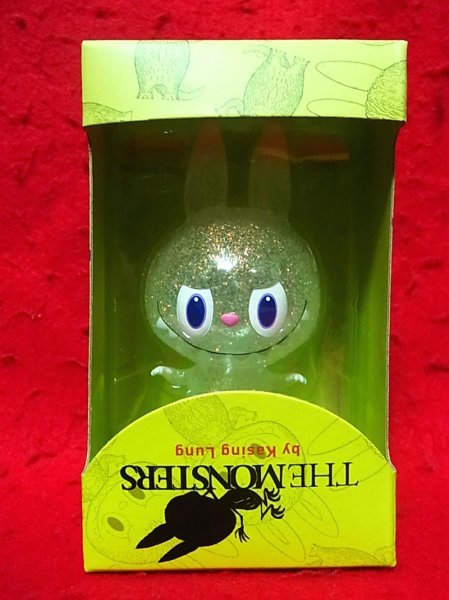 THE MONSTERS
by Kasing Lung